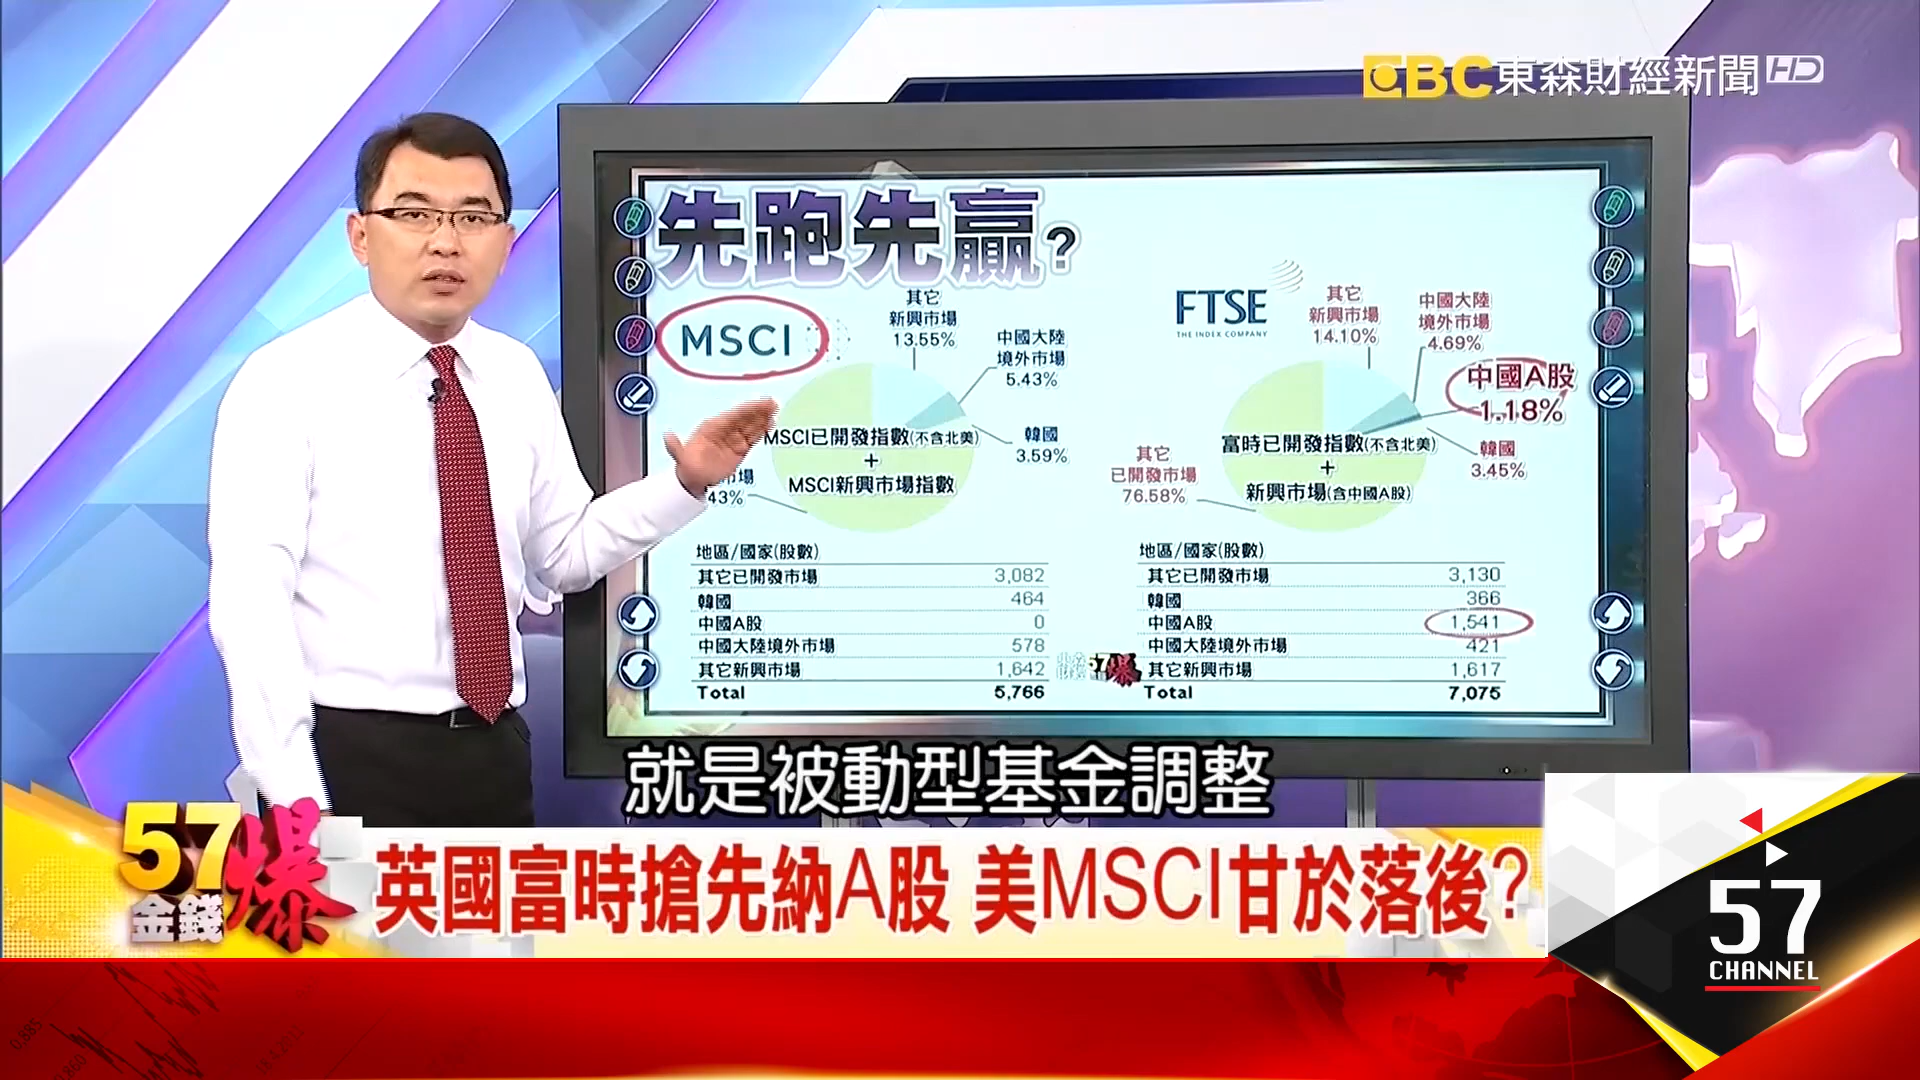 EBC東森財經新聞HD
先跑先贏?
MSCI
其它
新興市場
13.55%
中國大陸
境外市場
5.43%
韓國
3.59%
市場
43%
MSCI已開發指數(不含北美)
+
MSCI新興市場指數
FTSE
THE INDEX COMPANY
其它
新興市場
14.10%
中國大陸
境外市場
4.69%
中國A股
1.18%
韓國
3.45%
其它
已開發市場
76.58%
富時已開發指數(不含北美)
+
新興市場(含中國A股)
地區/國家(股數)
其它已開發市場 3,082
韓國 464
中國A股 0
中國大陸境外市場 578
其它新興市場 1,642
Total 5,766
地區/國家(股數)
其它已開發市場 3,130
韓國 366
中國A股 1,541
中國大陸境外市場 421
其它新興市場 1,617
Total 7,075
57爆
就是被動型基金調整
57爆
金錢
英國富時搶先納A股 美MSCI甘於落後?
57
CHANNEL